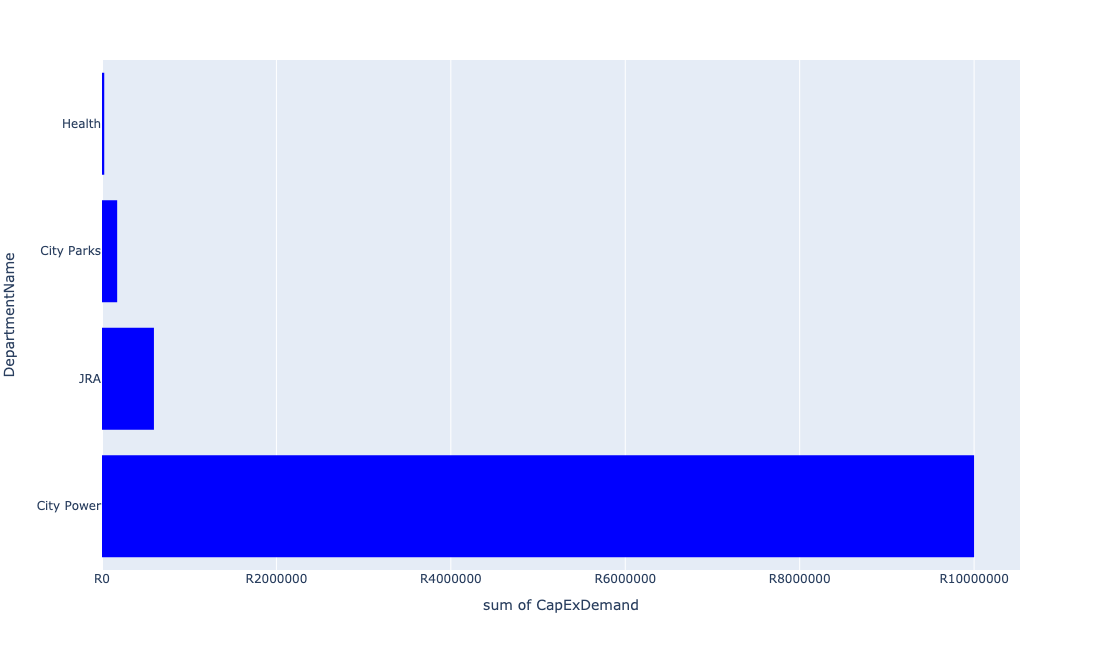 Health
City Parks
JRA
City Power
DepartmentName
R0
R2000000
R4000000
R6000000
R8000000
R10000000
sum of CapExDemand